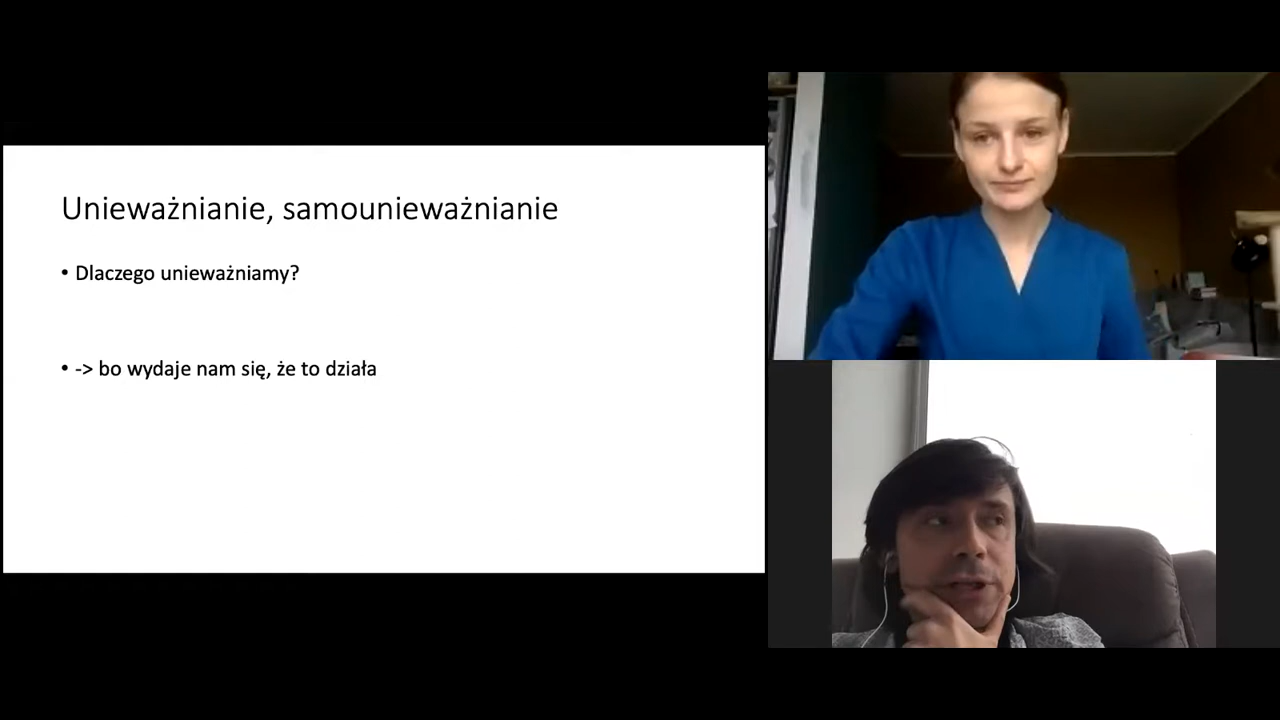 Unieważnianie, samounieważnianie
• Dlaczego unieważniamy?
• -> bo wydaje nam się, że to działa